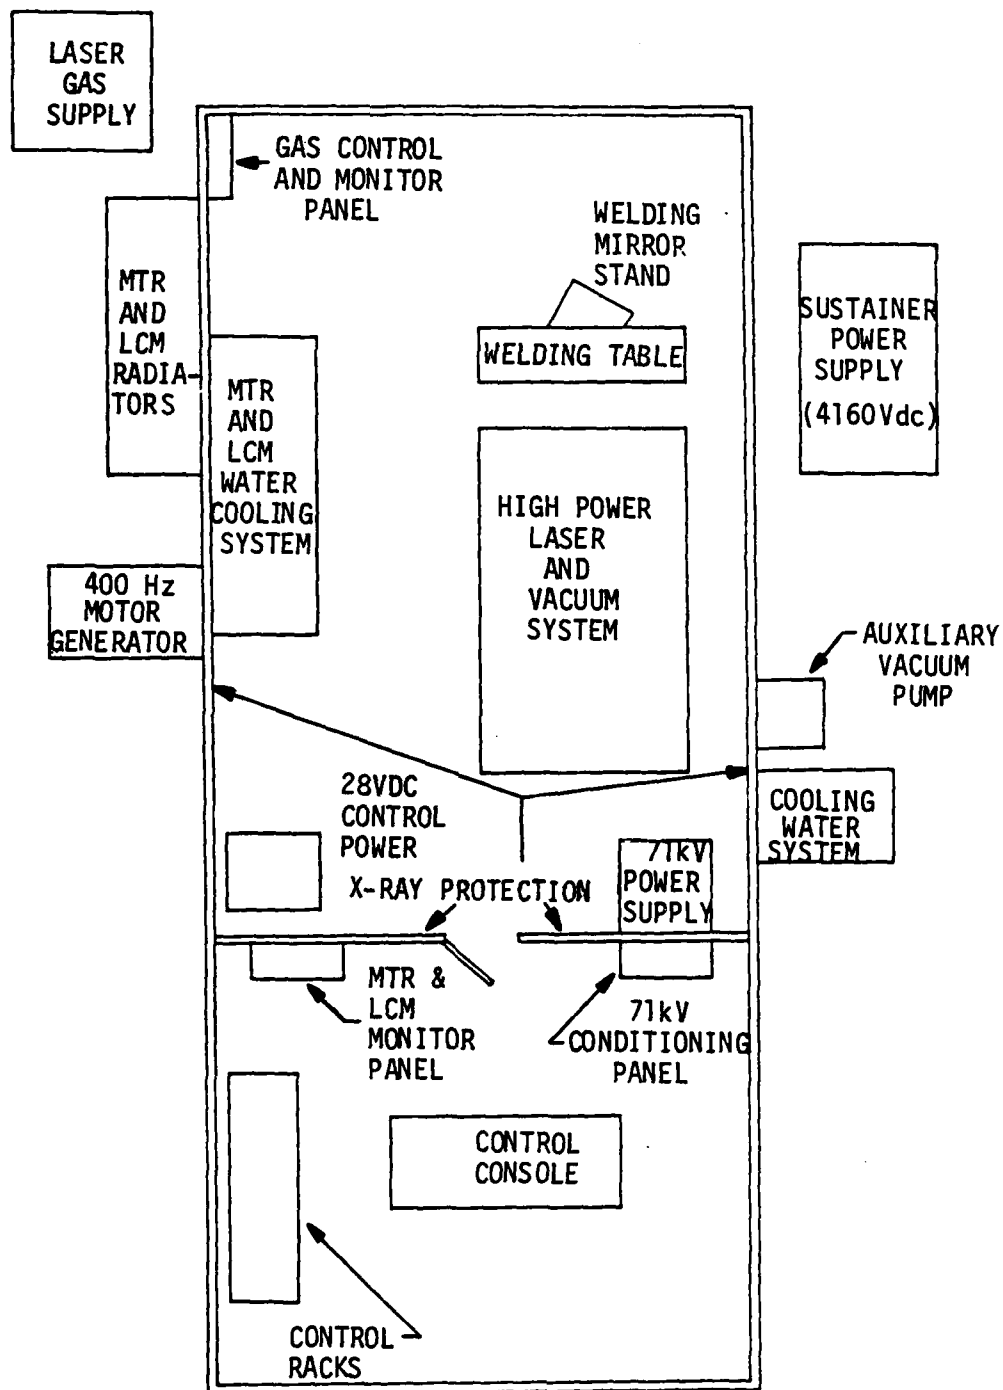 LASER
GAS
SUPPLY
GAS CONTROL
AND MONITOR
PANEL
WELDING
MIRROR
STAND
MTR
AND
LCM
RADIA-
TORS
SUSTAINER
POWER
SUPPLY
(4160Vdc)
WELDING TABLE
MTR
AND
LCM
WATER
COOLING
SYSTEM
HIGH POWER
LASER
AND
VACUUM
SYSTEM
400 Hz
MOTOR
GENERATOR
AUXILIARY
VACUUM
PUMP
28VDC
CONTROL
POWER
COOLING
WATER
SYSTEM
71kV
POWER
SUPPLY
X-RAY PROTECTION
MTR &
LCM
MONITOR
PANEL
71kV
CONDITIONING
PANEL
CONTROL
CONSOLE
CONTROL
RACKS